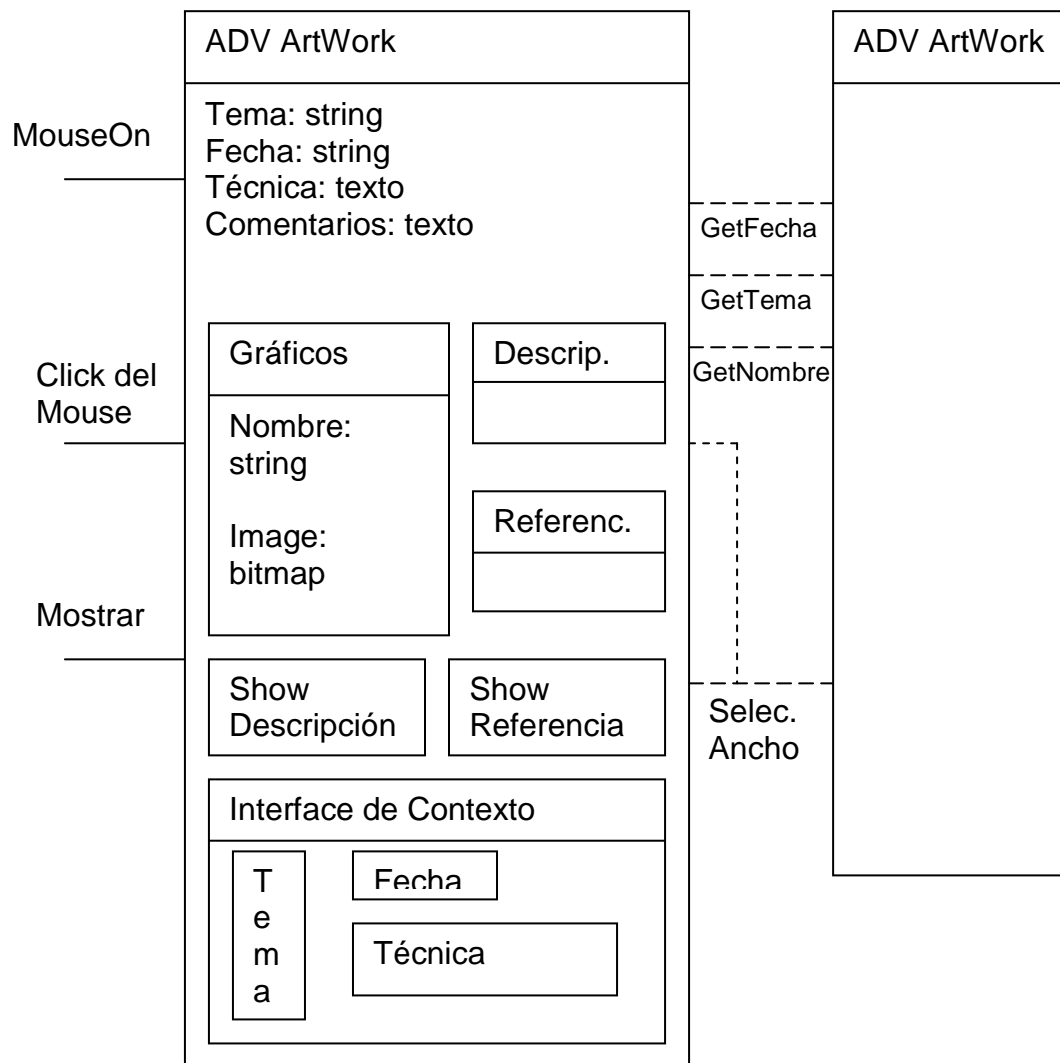 ADV ArtWork
ADV ArtWork
MouseOn
Tema: string
Fecha: string
Técnica: texto
Comentarios: texto
GetFecha
GetTema
GetNombre
Click del
Mouse
Gráficos
Nombre:
string
Image:
bitmap
Descrip.
Referenc.
Mostrar
Show
Descripción
Show
Referencia
Selec.
Ancho
Interface de Contexto
T
e
m
a
Fecha
Técnica